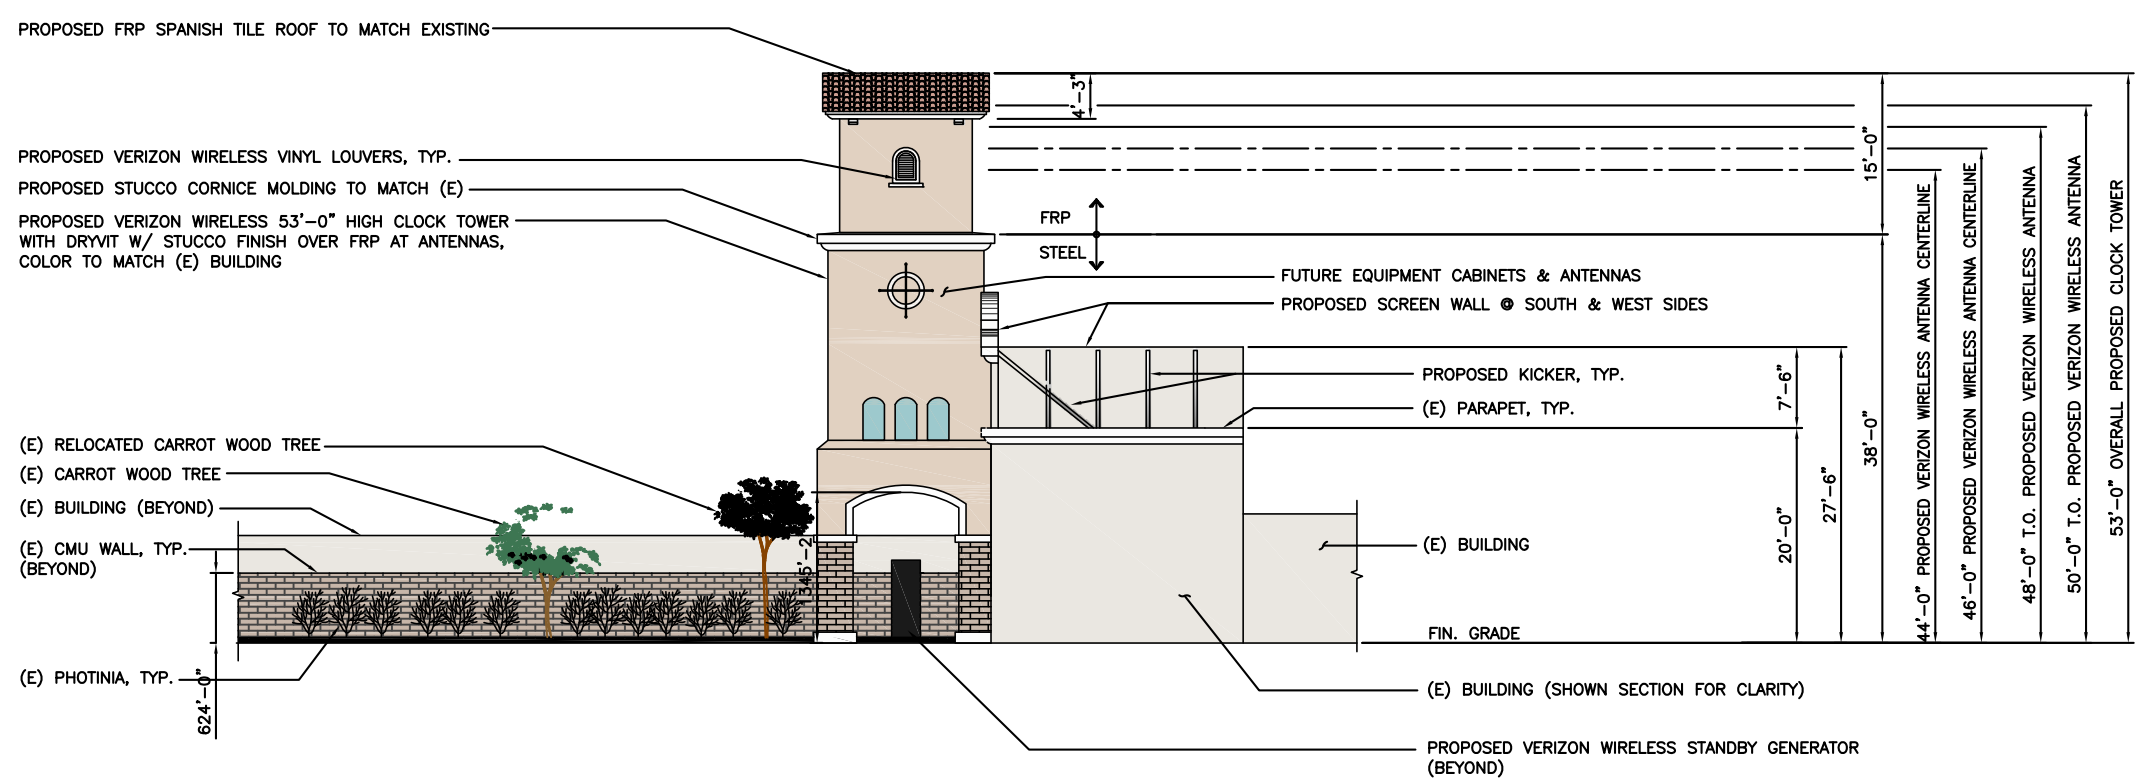 PROPOSED FRP SPANISH TILE ROOF TO MATCH EXISTING
PROPOSED VERIZON WIRELESS VINYL LOUVERS, TYP.
PROPOSED STUCCO CORNICE MOLDING TO MATCH (E)
PROPOSED VERIZON WIRELESS 53'-0" HIGH CLOCK TOWER
WITH DRYVIT W/ STUCCO FINISH OVER FRP AT ANTENNAS,
COLOR TO MATCH (E) BUILDING
(E) RELOCATED CARROT WOOD TREE
(E) CARROT WOOD TREE
(E) BUILDING (BEYOND)
(E) CMU WALL, TYP.
(BEYOND)
(E) PHOTINIA, TYP.
624'-0"
345'-2
4'-3"
FRP
STEEL
FUTURE EQUIPMENT CABINETS & ANTENNAS
PROPOSED SCREEN WALL @ SOUTH & WEST SIDES
PROPOSED KICKER, TYP.
(E) PARAPET, TYP.
(E) BUILDING
FIN. GRADE
(E) BUILDING (SHOWN SECTION FOR CLARITY)
PROPOSED VERIZON WIRELESS STANDBY GENERATOR
(BEYOND)
7'-6"
20'-0"
27'-6"
15'-0"
38'-0"
44'-0" PROPOSED VERIZON WIRELESS ANTENNA CENTERLINE
46'-0" PROPOSED VERIZON WIRELESS ANTENNA CENTERLINE
48'-0" T.O. PROPOSED VERIZON WIRELESS ANTENNA
50'-0" T.O. PROPOSED VERIZON WIRELESS ANTENNA
53'-0" OVERALL PROPOSED CLOCK TOWER